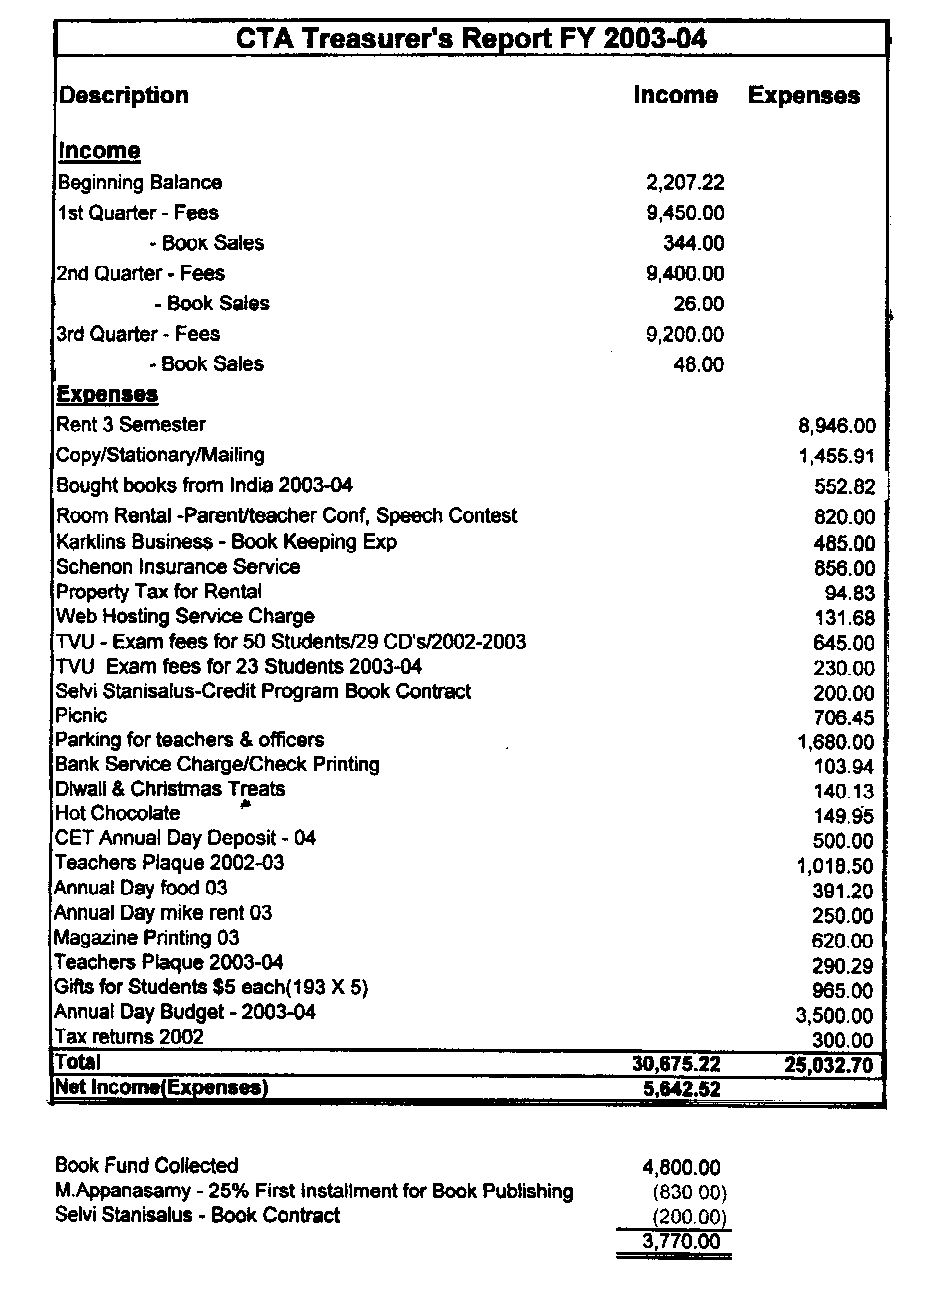 CTA Treasurer's Report FY 2003-04
Description Income Expenses
Income
Beginning Balance 2,207.22
1st Quarter - Fees 9,450.00
- Book Sales 344.00
2nd Quarter - Fees 9,400.00
- Book Sales 26.00
3rd Quarter - Fees 9,200.00
- Book Sales 48.00
Expenses
Rent 3 Semester 8,946.00
Copy/Stationary/Mailing 1,455.91
Bought books from India 2003-04 552.82
Room Rental -Parent/teacher Conf, Speech Contest 820.00
Karklins Business - Book Keeping Exp 485.00
Schenon Insurance Service 856.00
Property Tax for Rental 94.83
Web Hosting Service Charge 131.68
TVU - Exam fees for 50 Students/29 CD's/2002-2003 645.00
TVU Exam fees for 23 Students 2003-04 230.00
Selvi Stanisalus-Credit Program Book Contract 200.00
Picnic 706.45
Parking for teachers & officers 1,680.00
Bank Service Charge/Check Printing 103.94
Diwali & Christmas Treats 140.13
Hot Chocolate 149.95
CET Annual Day Deposit - 04 500.00
Teachers Plaque 2002-03 1,018.50
Annual Day food 03 391.20
Annual Day mike rent 03 250.00
Magazine Printing 03 620.00
Teachers Plaque 2003-04 290.29
Gifts for Students $5 each(193 X 5) 965.00
Annual Day Budget - 2003-04 3,500.00
Tax returns 2002 300.00
Total 30,675.22 25,032.70
Net Income(Expenses) 5,642.52
Book Fund Collected 4,800.00
M.Appanasamy - 25% First Installment for Book Publishing (830 00)
Selvi Stanisalus - Book Contract (200.00)
3,770.00